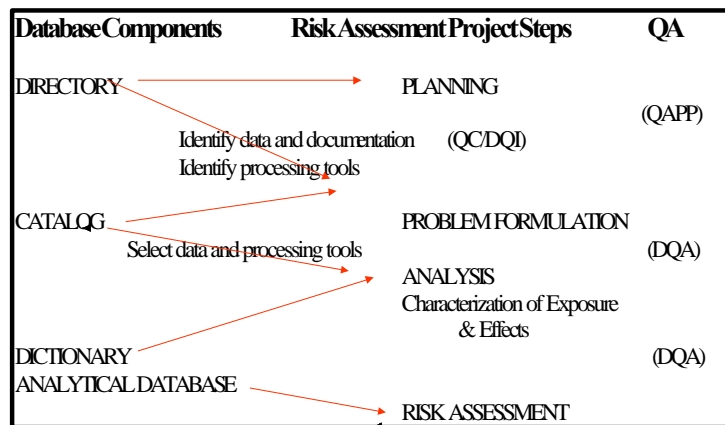 Database Components Risk Assessment Project Steps QA
DIRECTORY PLANNING
(QAPP)
Identify data and documentation (QC/DQI)
Identify processing tools
CATALOG PROBLEM FORMULATION
Select data and processing tools (DQA)
ANALYSIS
Characterization of Exposure
& Effects
DICTIONARY (DQA)
ANALYTICAL DATABASE
RISK ASSESSMENT